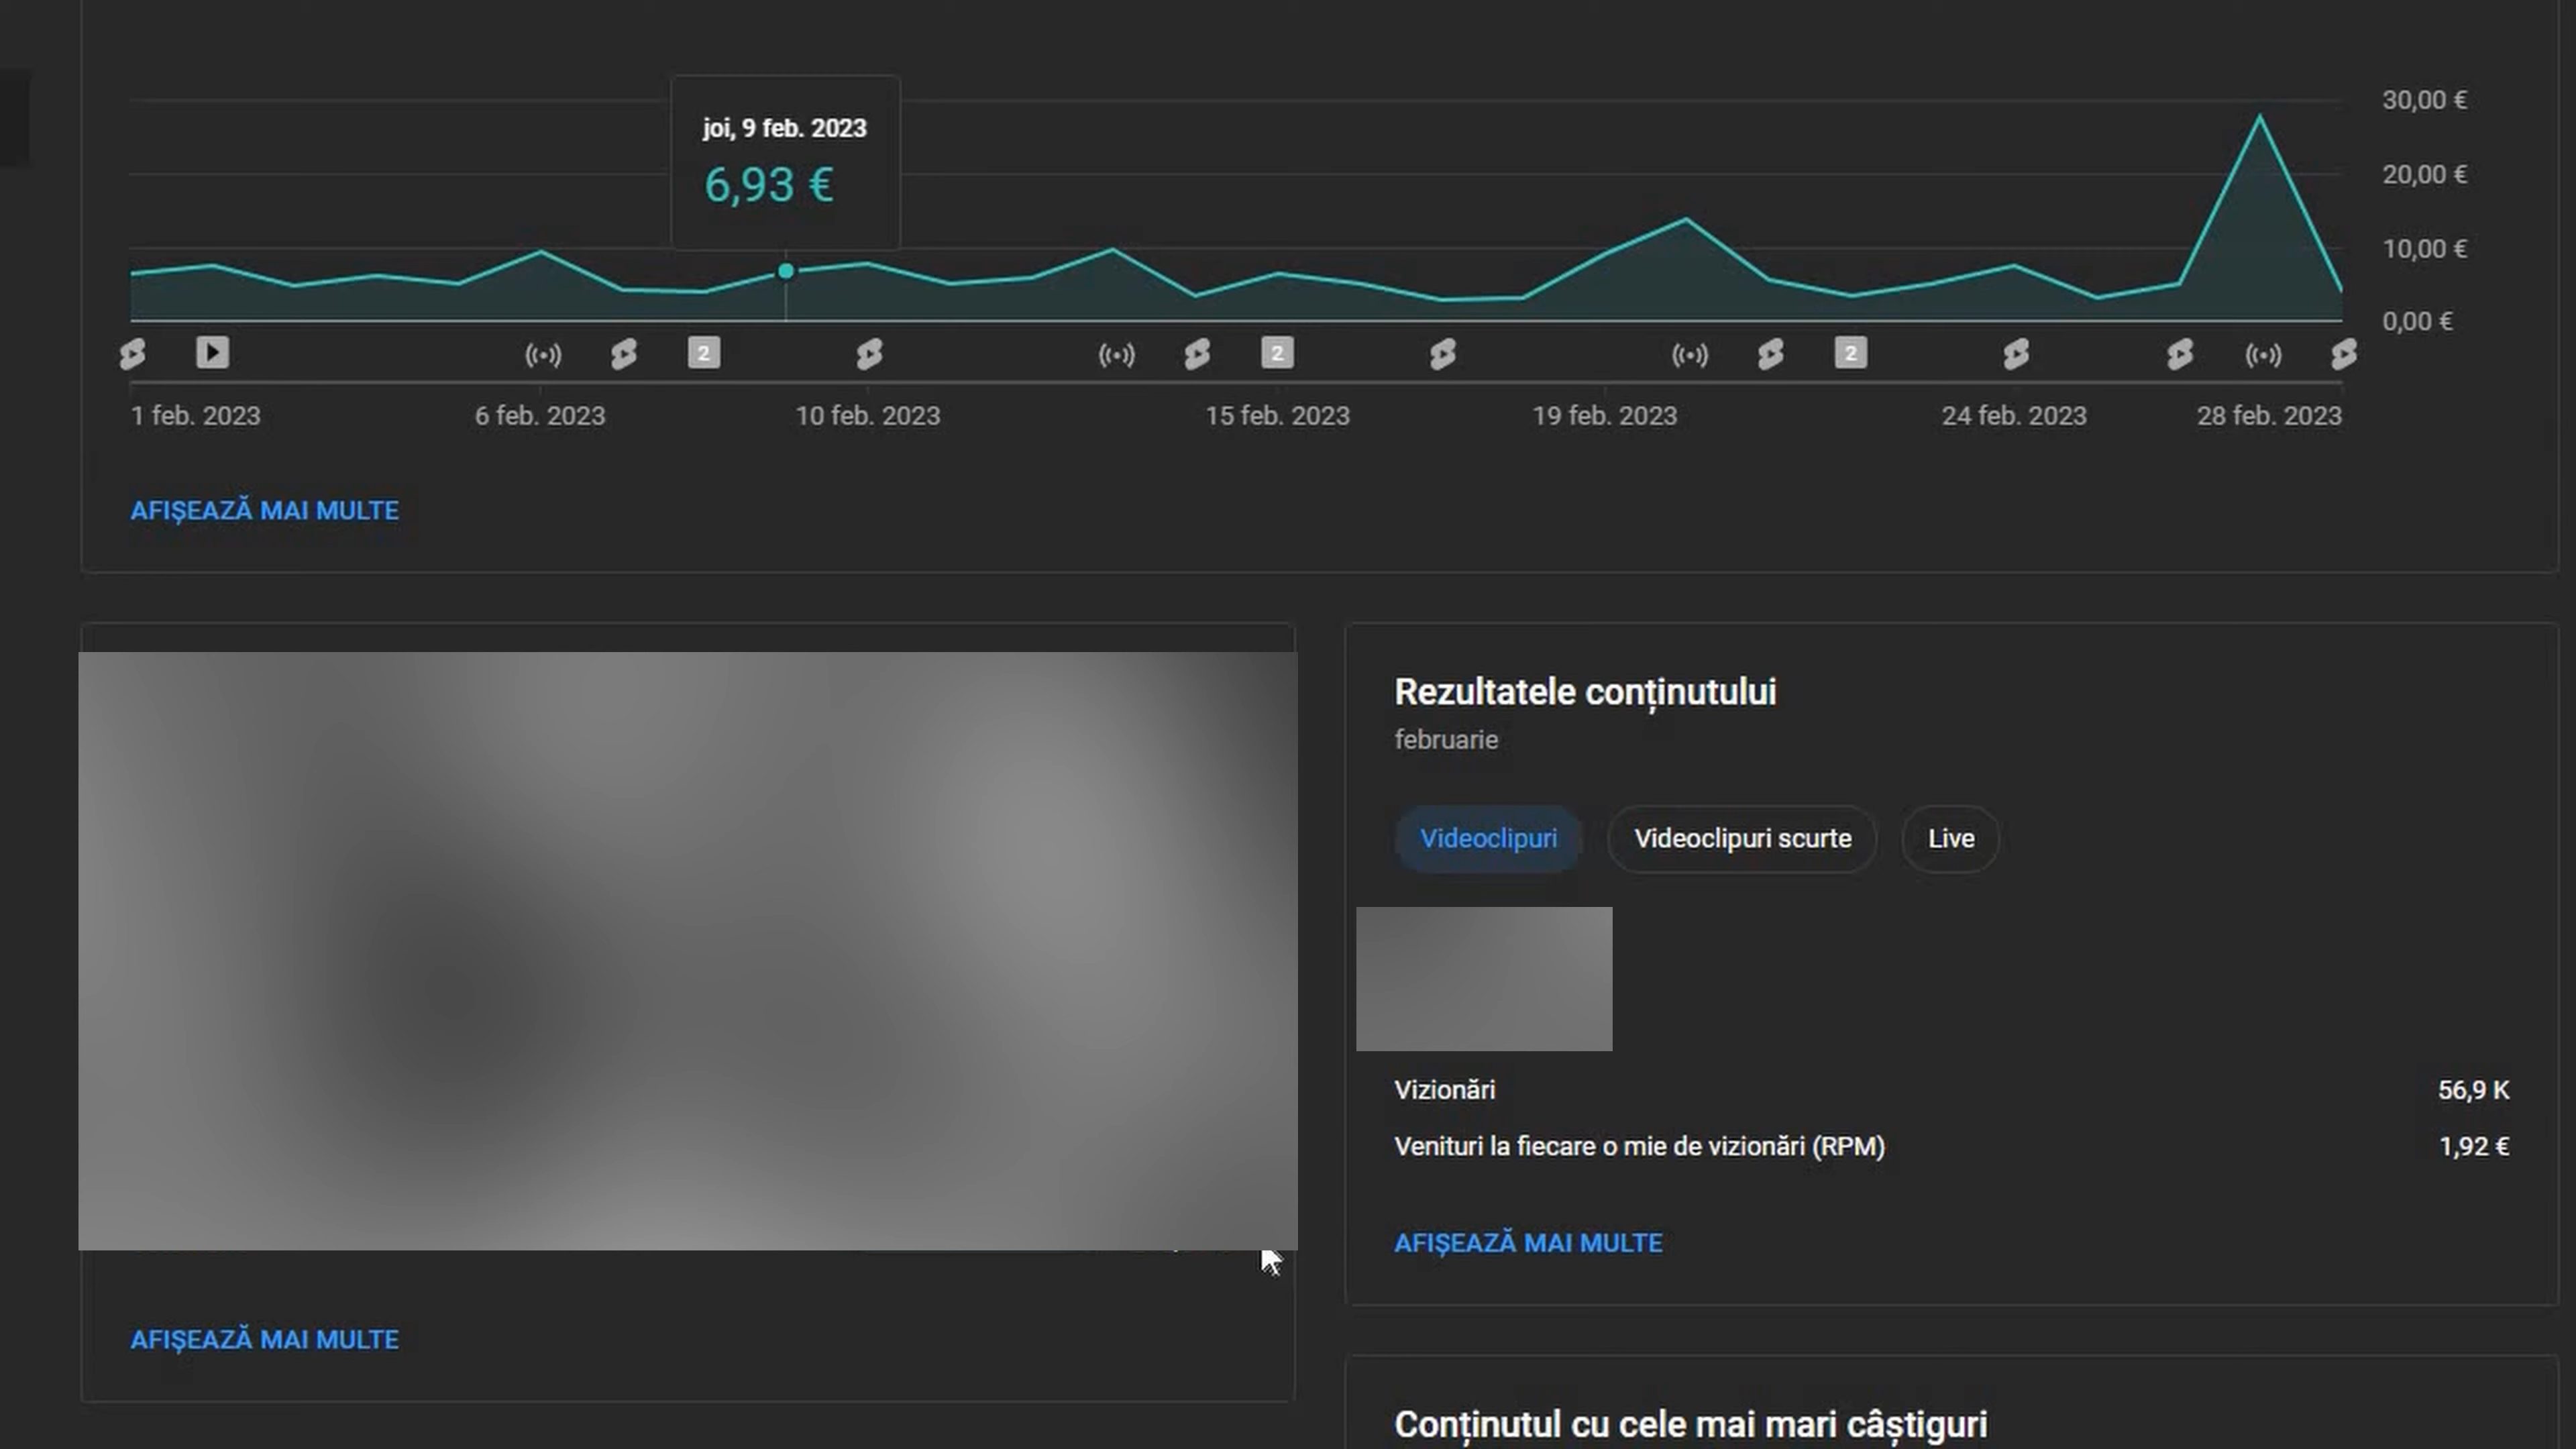 30,00 €
joi, 9 feb. 2023
6,93 €
20,00 €
10,00 €
0,00 €
2
2
2
1 feb. 2023
6 feb. 2023
10 feb. 2023
15 feb. 2023
19 feb. 2023
24 feb. 2023
28 feb. 2023
AFIȘEAZĂ MAI MULTE
Rezultatele conținutului
februarie
Videoclipuri
Videoclipuri scurte
Live
Vizionări
56,9 K
Venituri la fiecare o mie de vizionări (RPM)
1,92 €
AFIȘEAZĂ MAI MULTE
AFIȘEAZĂ MAI MULTE
Conținutul cu cele mai mari câștiguri